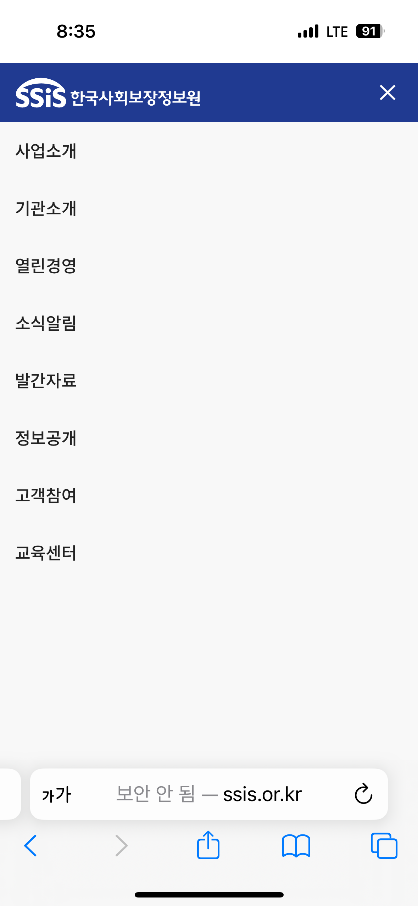 8:35
LTE 91
SSiS 한국사회보장정보원
사업소개
기관소개
열린경영
소식알림
발간자료
정보공개
고객참여
교육센터
가가 보안 안 됨 — ssis.or.kr